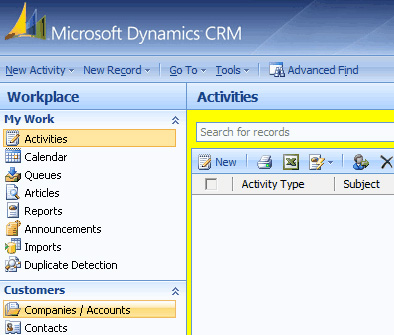 Microsoft Dynamics CRM
New Activity New Record Go To Tools Advanced Find
Workplace
My Work
Activities
Calendar
Queues
Articles
Reports
Announcements
Imports
Duplicate Detection
Customers
Companies / Accounts
Contacts
Activities
Search for records
New
Activity Type Subject